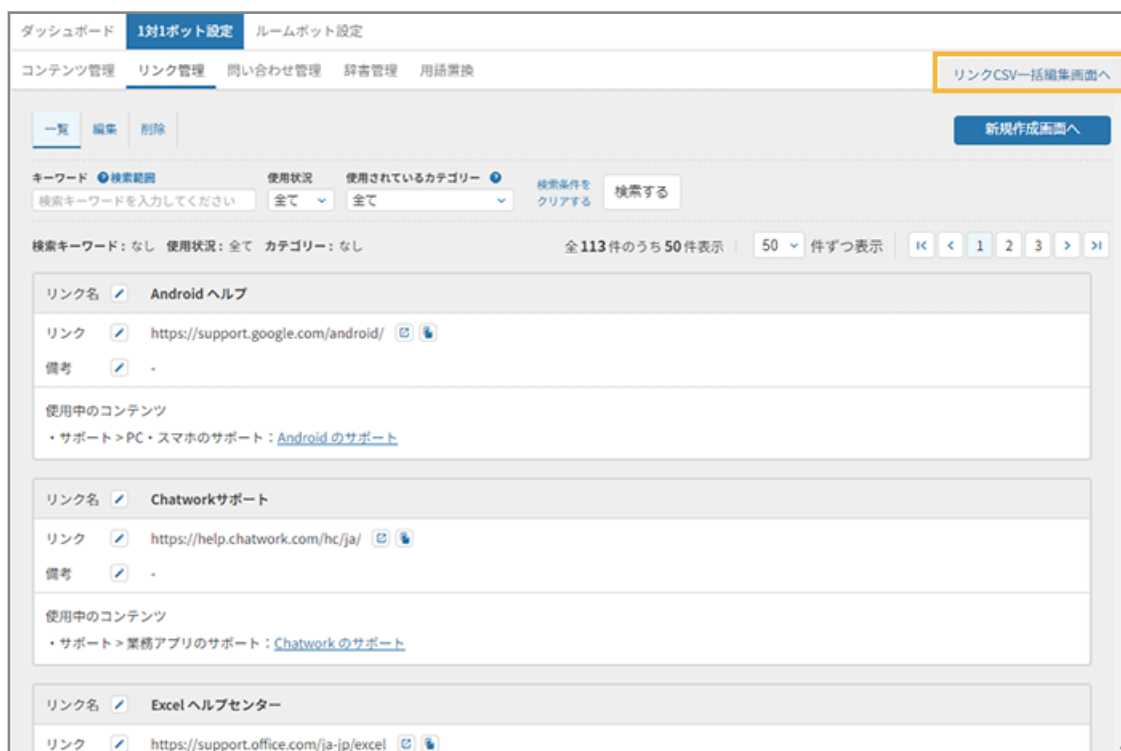 ダッシュボード 1対1ボット設定 ルームボット設定
コンテンツ管理 リンク管理 問い合わせ管理 辞書管理 用語置換 リンクCSV一括編集画面へ
一覧 編集 削除 新規作成画面へ
キーワード ?検索範囲 使用状況 使用されているカテゴリー ?
検索キーワードを入力してください 全て 全て 検索条件をクリアする 検索する
検索キーワード: なし 使用状況: 全て カテゴリー: なし 全113件のうち50件表示 50 件ずつ表示 1 2 3
リンク名 Android ヘルプ
リンク https://support.google.com/android/
備考 -
使用中のコンテンツ
・サポート > PC・スマホのサポート：Android のサポート
リンク名 Chatworkサポート
リンク https://help.chatwork.com/hc/ja/
備考 -
使用中のコンテンツ
・サポート > 業務アプリのサポート：Chatwork のサポート
リンク名 Excel ヘルプセンター
リンク https://support.office.com/ja-jp/excel